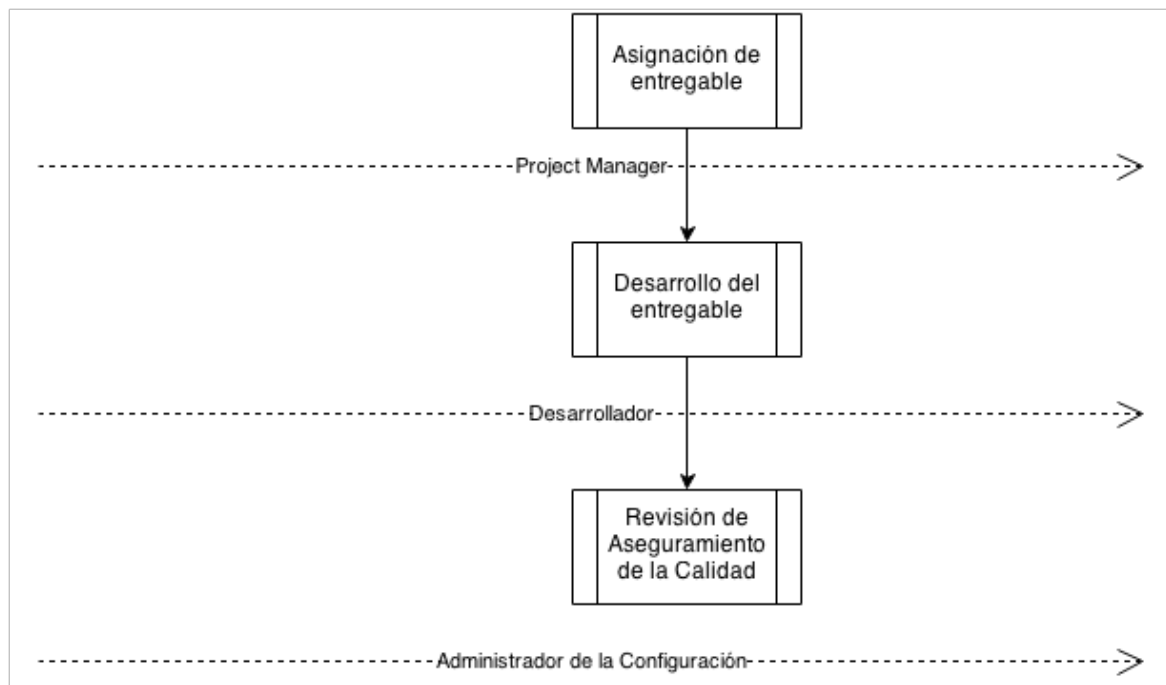 Asignación de
entregable
Project Manager
Desarrollo del
entregable
Desarrollador
Revisión de
Aseguramiento
de la Calidad
Administrador de la Configuración